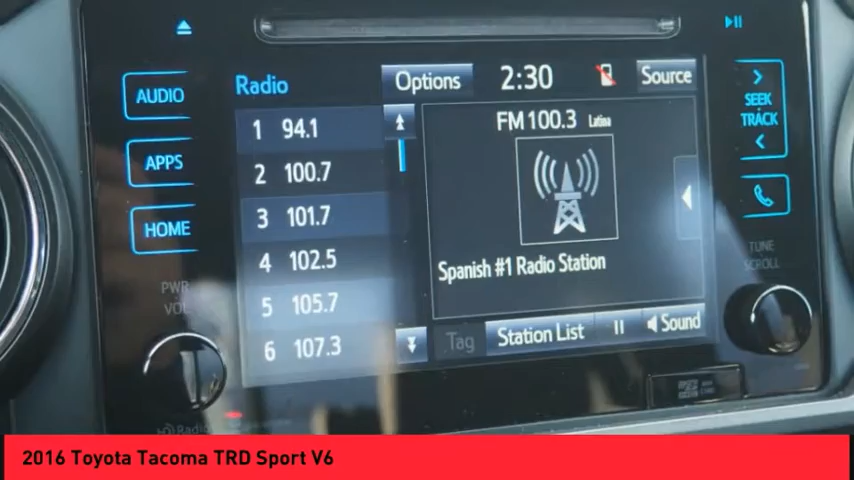 Radio
Options
2:30
Source
AUDIO
APPS
HOME
PWR
VOL
1 94.1
2 100.7
3 101.7
4 102.5
5 105.7
6 107.3
FM 100.3 Latina
Spanish #1 Radio Station
Tag
Station List
Sound
SEEK
TRACK
TUNE
SCROLL
HD Radio
2016 Toyota Tacoma TRD Sport V6